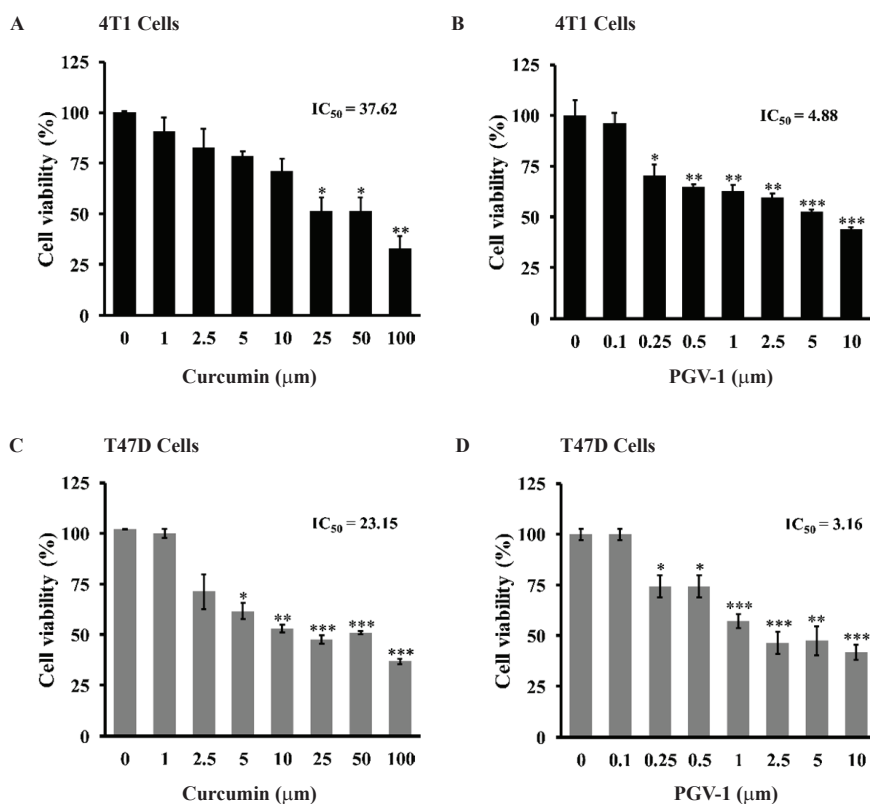 A 4T1 Cells
125
100
75
50
25
0
Cell viability (%)
IC50 = 37.62
* * **
0 1 2.5 5 10 25 50 100
Curcumin (μm)
B 4T1 Cells
125
100
75
50
25
0
Cell viability (%)
IC50 = 4.88
* ** ** ** *** ***
0 0.1 0.25 0.5 1 2.5 5 10
PGV-1 (μm)
C T47D Cells
125
100
75
50
25
0
Cell viability (%)
IC50 = 23.15
* ** *** *** ***
0 1 2.5 5 10 25 50 100
Curcumin (μm)
D T47D Cells
125
100
75
50
25
0
Cell viability (%)
IC50 = 3.16
* * *** *** ** ***
0 0.1 0.25 0.5 1 2.5 5 10
PGV-1 (μm)